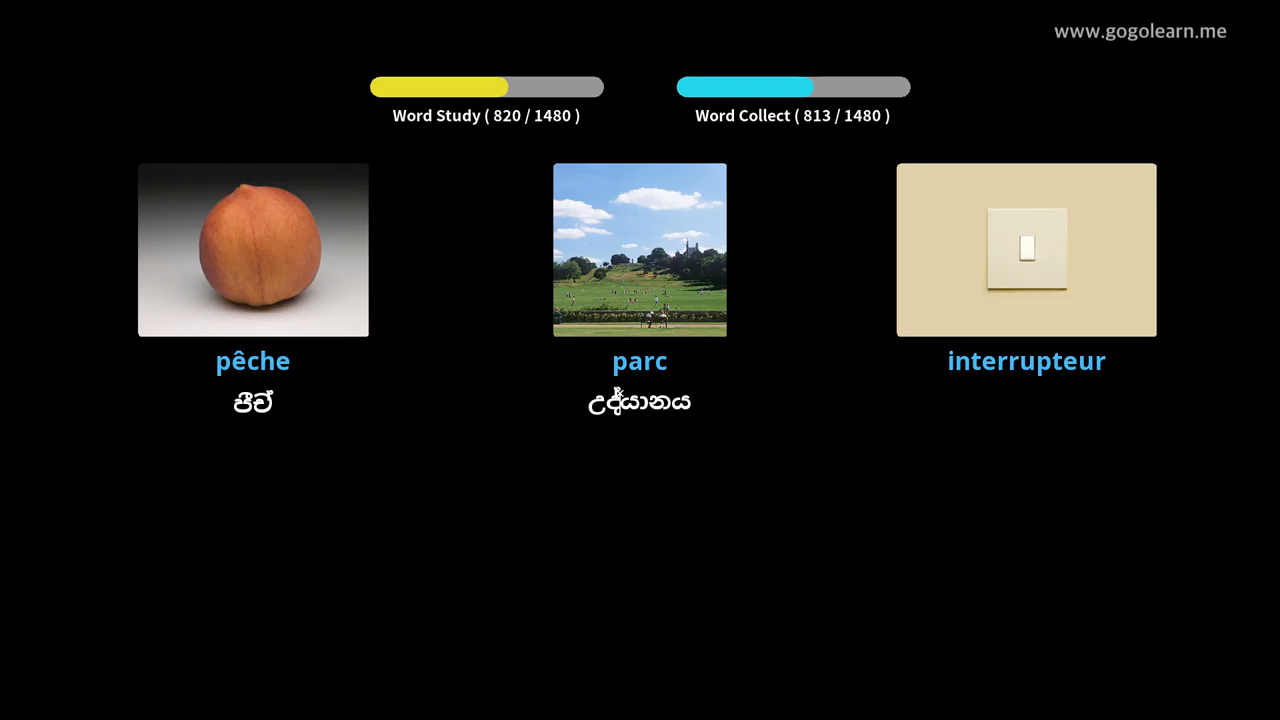 www.gogolearn.me
Word Study ( 820 / 1480 )
Word Collect ( 813 / 1480 )
pêche
parc
interrupteur
පීච්
උද්‍යානය